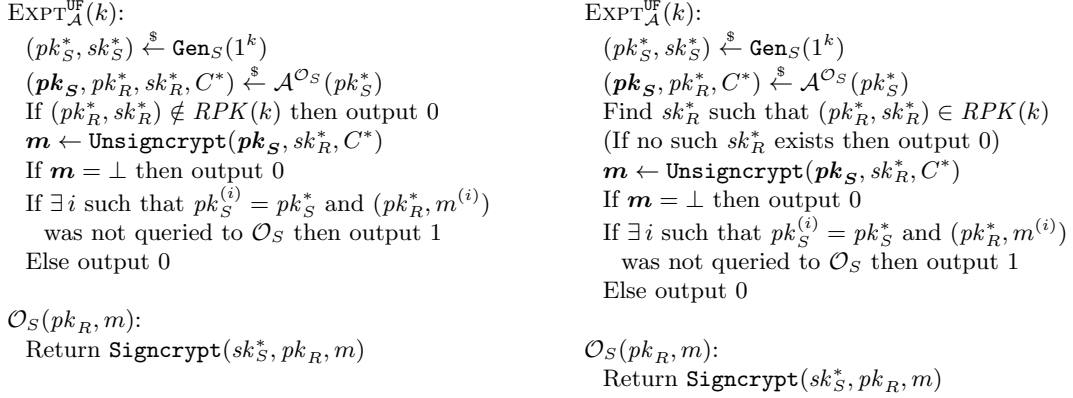 EXPT^{UF}_{𝒜}(k):
(pk*_S, sk*_S) ←$ Gen_S(1^k)
(𝒑𝒌_𝑺, pk*_R, sk*_R, C*) ←$ 𝒜^{𝒪_S}(pk*_S)
If (pk*_R, sk*_R) ∉ RPK(k) then output 0
𝒎 ← Unsigncrypt(𝒑𝒌_𝑺, sk*_R, C*)
If 𝒎 = ⊥ then output 0
If ∃ i such that pk_S^{(i)} = pk*_S and (pk*_R, m^{(i)})
was not queried to 𝒪_S then output 1
Else output 0
𝒪_S(pk_R, m):
Return Signcrypt(sk*_S, pk_R, m)
EXPT^{UF}_{𝒜}(k):
(pk*_S, sk*_S) ←$ Gen_S(1^k)
(𝒑𝒌_𝑺, pk*_R, C*) ←$ 𝒜^{𝒪_S}(pk*_S)
Find sk*_R such that (pk*_R, sk*_R) ∈ RPK(k)
(If no such sk*_R exists then output 0)
𝒎 ← Unsigncrypt(𝒑𝒌_𝑺, sk*_R, C*)
If 𝒎 = ⊥ then output 0
If ∃ i such that pk_S^{(i)} = pk*_S and (pk*_R, m^{(i)})
was not queried to 𝒪_S then output 1
Else output 0
𝒪_S(pk_R, m):
Return Signcrypt(sk*_S, pk_R, m)